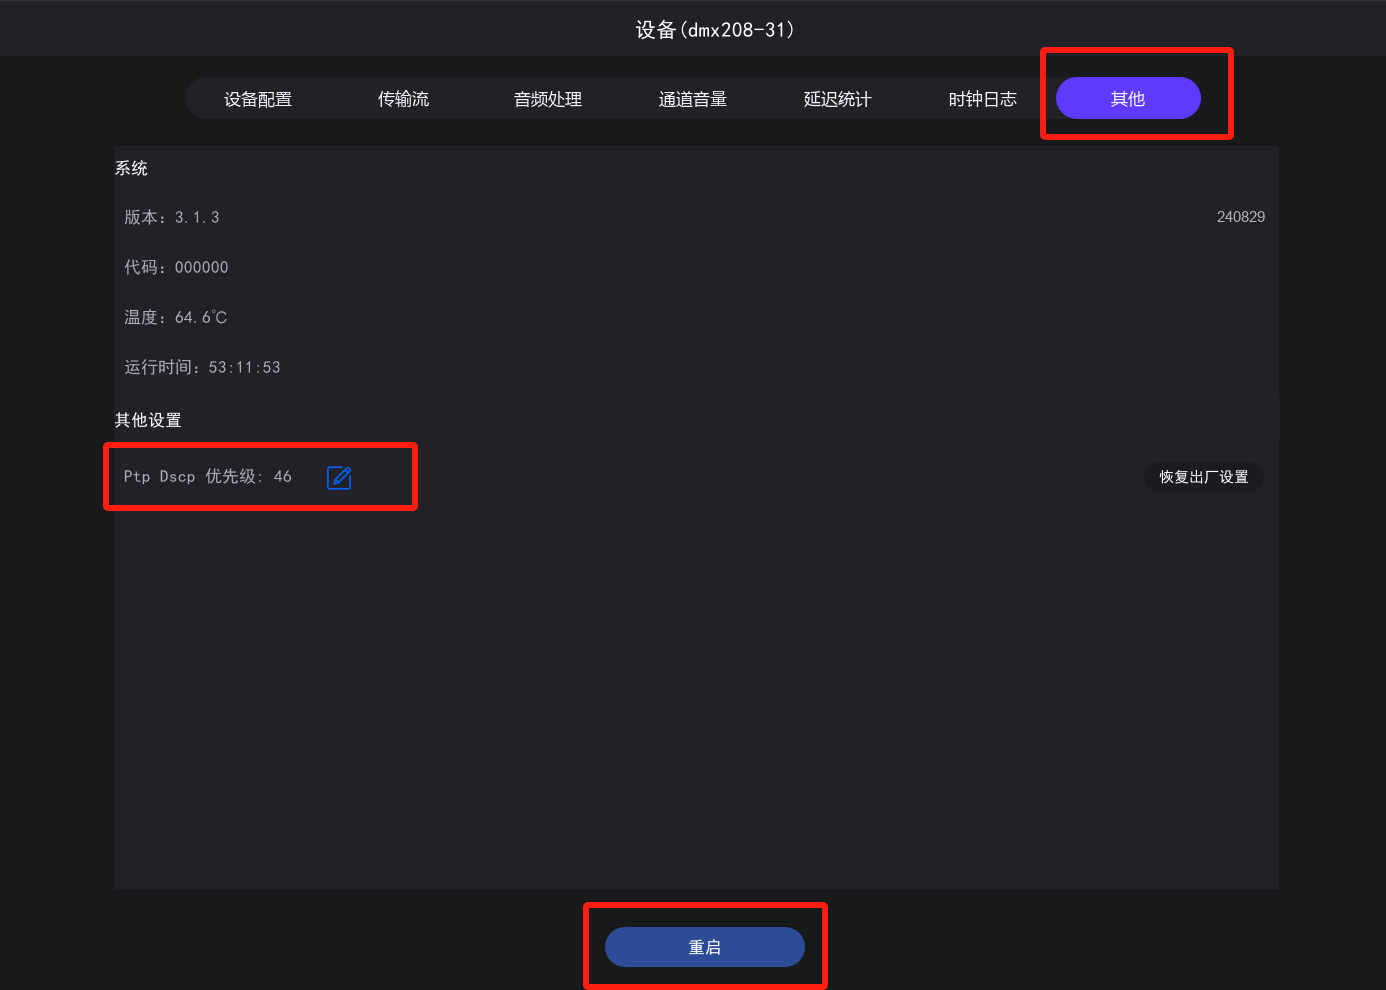 设备(dmx208-31)
设备配置 传输流 音频处理 通道音量 延迟统计 时钟日志 其他
系统
版本：3.1.3 240829
代码：000000
温度：64.6℃
运行时间：53:11:53
其他设置
Ptp Dscp 优先级: 46 恢复出厂设置
重启